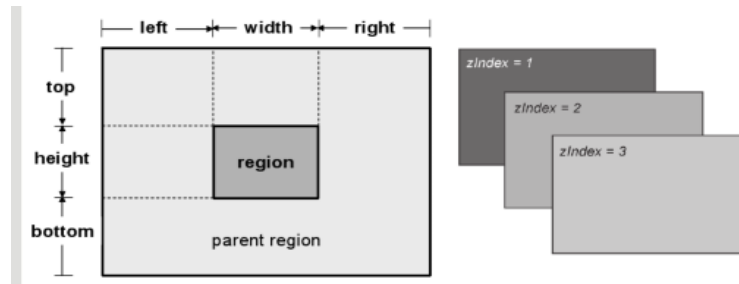 left width right
top
height
bottom
region
parent region
zIndex = 1
zIndex = 2
zIndex = 3